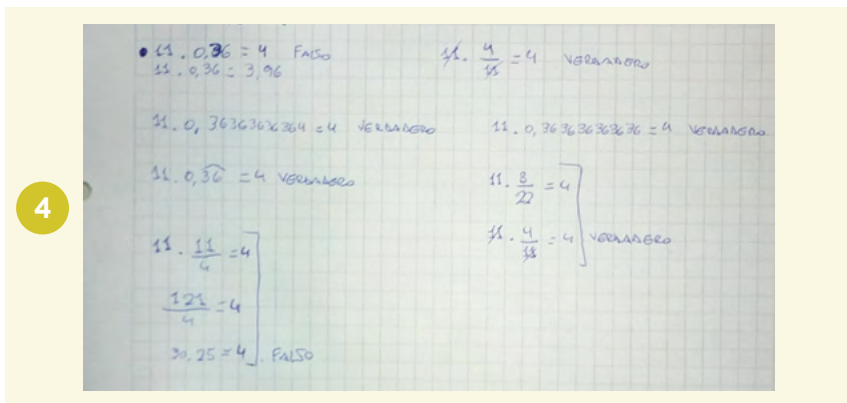 • 11 . 0,36 = 4 FALSO
11 . 0,36 = 3,96
11 . 4/11 = 4 VERDADERO
11 . 0, 36363636364 = 4 VERDADERO
11 . 0, 363636363636 = 4 VERDADERO
11 . 0,36 = 4 VERDADERO
11 . 8/22 = 4
11 . 4/11 = 4 VERDADERO
4
11 . 11/4 = 4
121/4 = 4
30,25 = 4 . FALSO